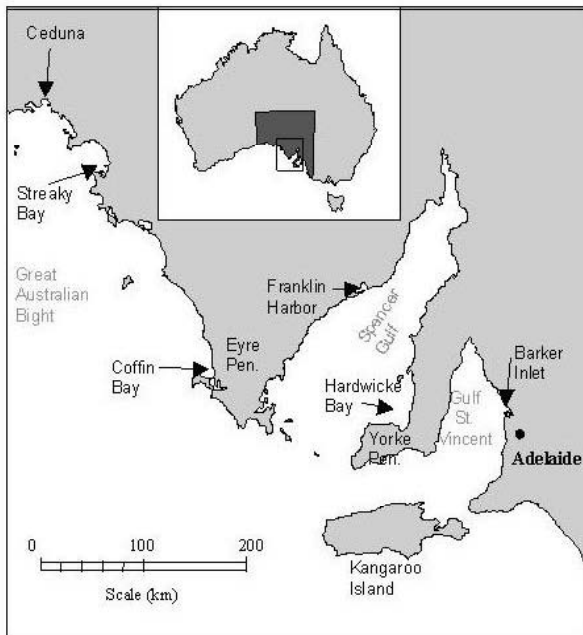 Ceduna
Streaky
Bay
Great
Australian
Bight
Franklin
Harbor
Spencer
Gulf
Eyre
Pen.
Coffin
Bay
Barker
Inlet
Hardwicke
Bay
Gulf
St.
Vincent
Yorke
Pen.
Adelaide
Kangaroo
Island
0 100 200
Scale (km)